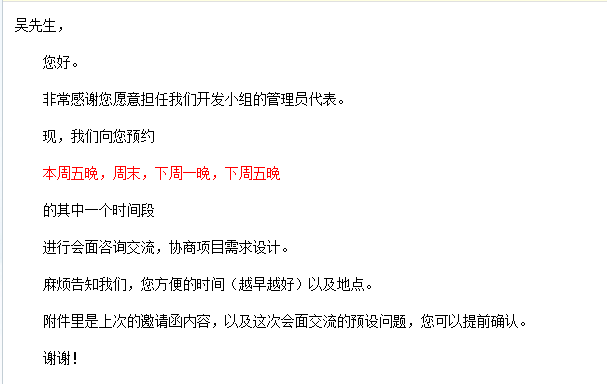 吴先生，
您好。
非常感谢您愿意担任我们开发小组的管理员代表。
现，我们向您预约
本周五晚，周末，下周一晚，下周五晚
的其中一个时间段
进行会面咨询交流，协商项目需求设计。
麻烦告知我们，您方便的时间（越早越好）以及地点。
附件里是上次的邀请函内容，以及这次会面交流的预设问题，您可以提前确认。
谢谢！